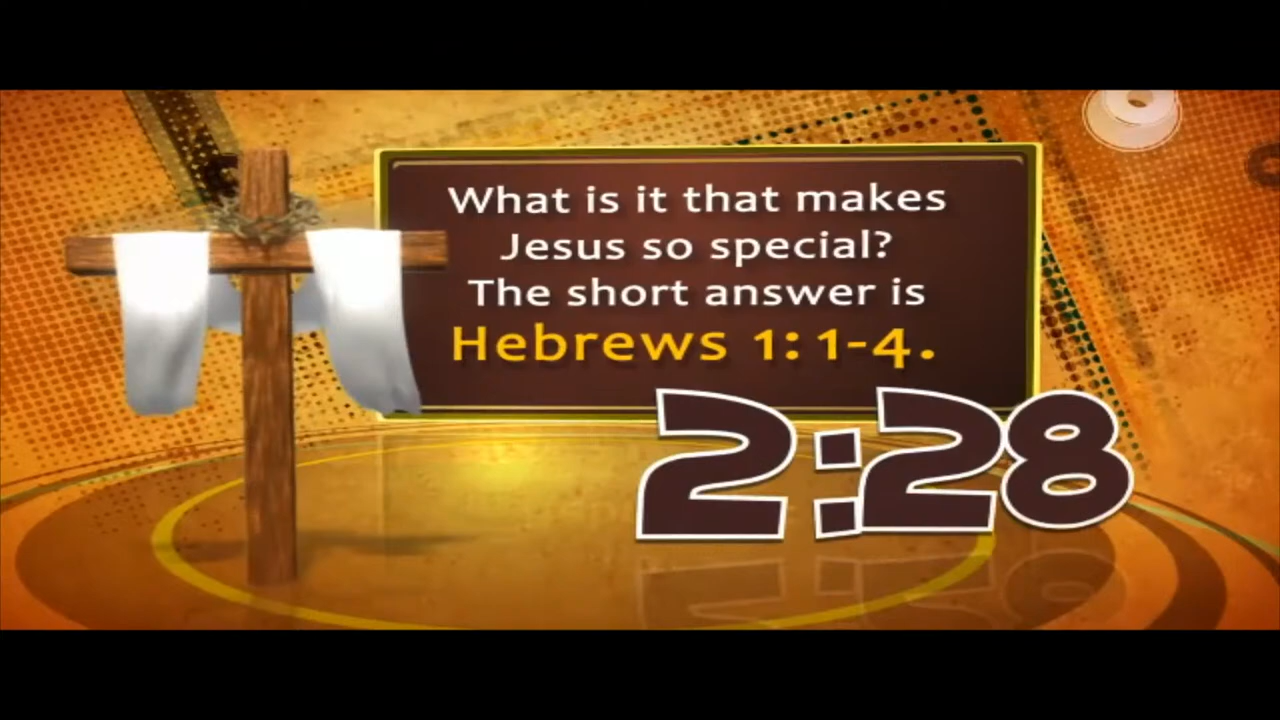 What is it that makes
Jesus so special?
The short answer is
Hebrews 1:1-4.
2:28